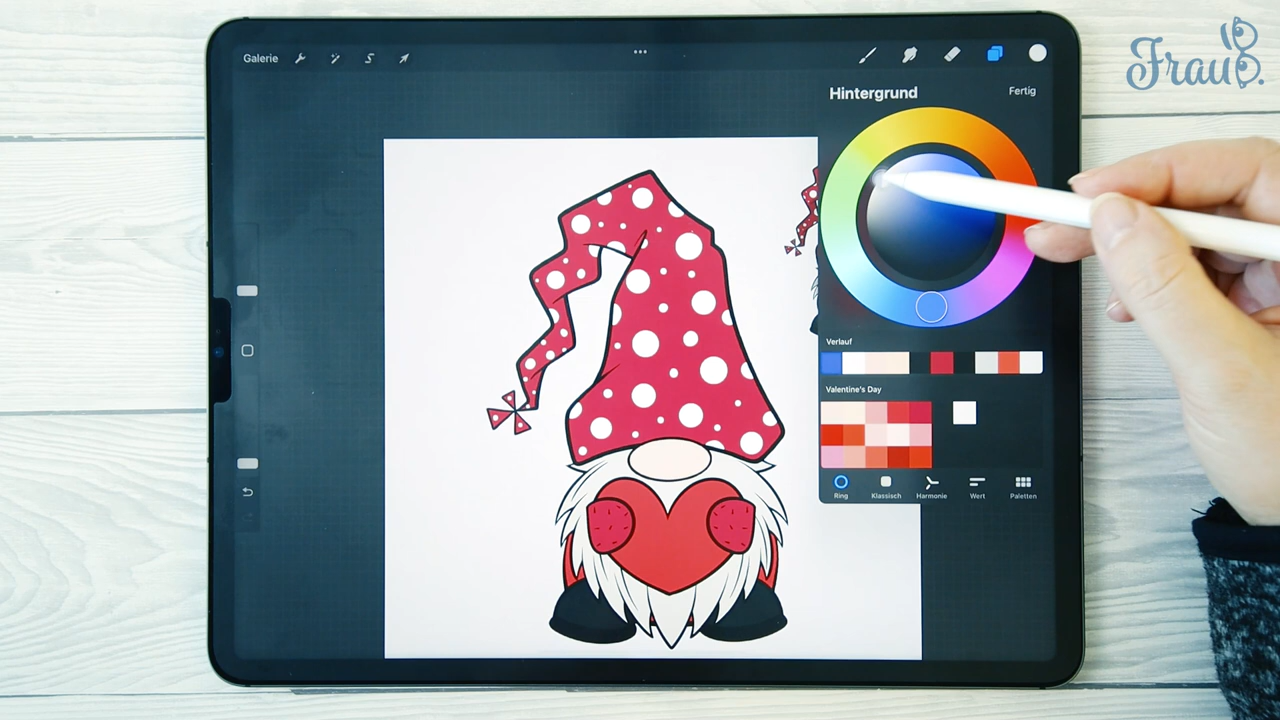 Galerie
Frau B.
Hintergrund
Fertig
Verlauf
Valentine's Day
Ring
Klassisch
Harmonie
Wert
Paletten